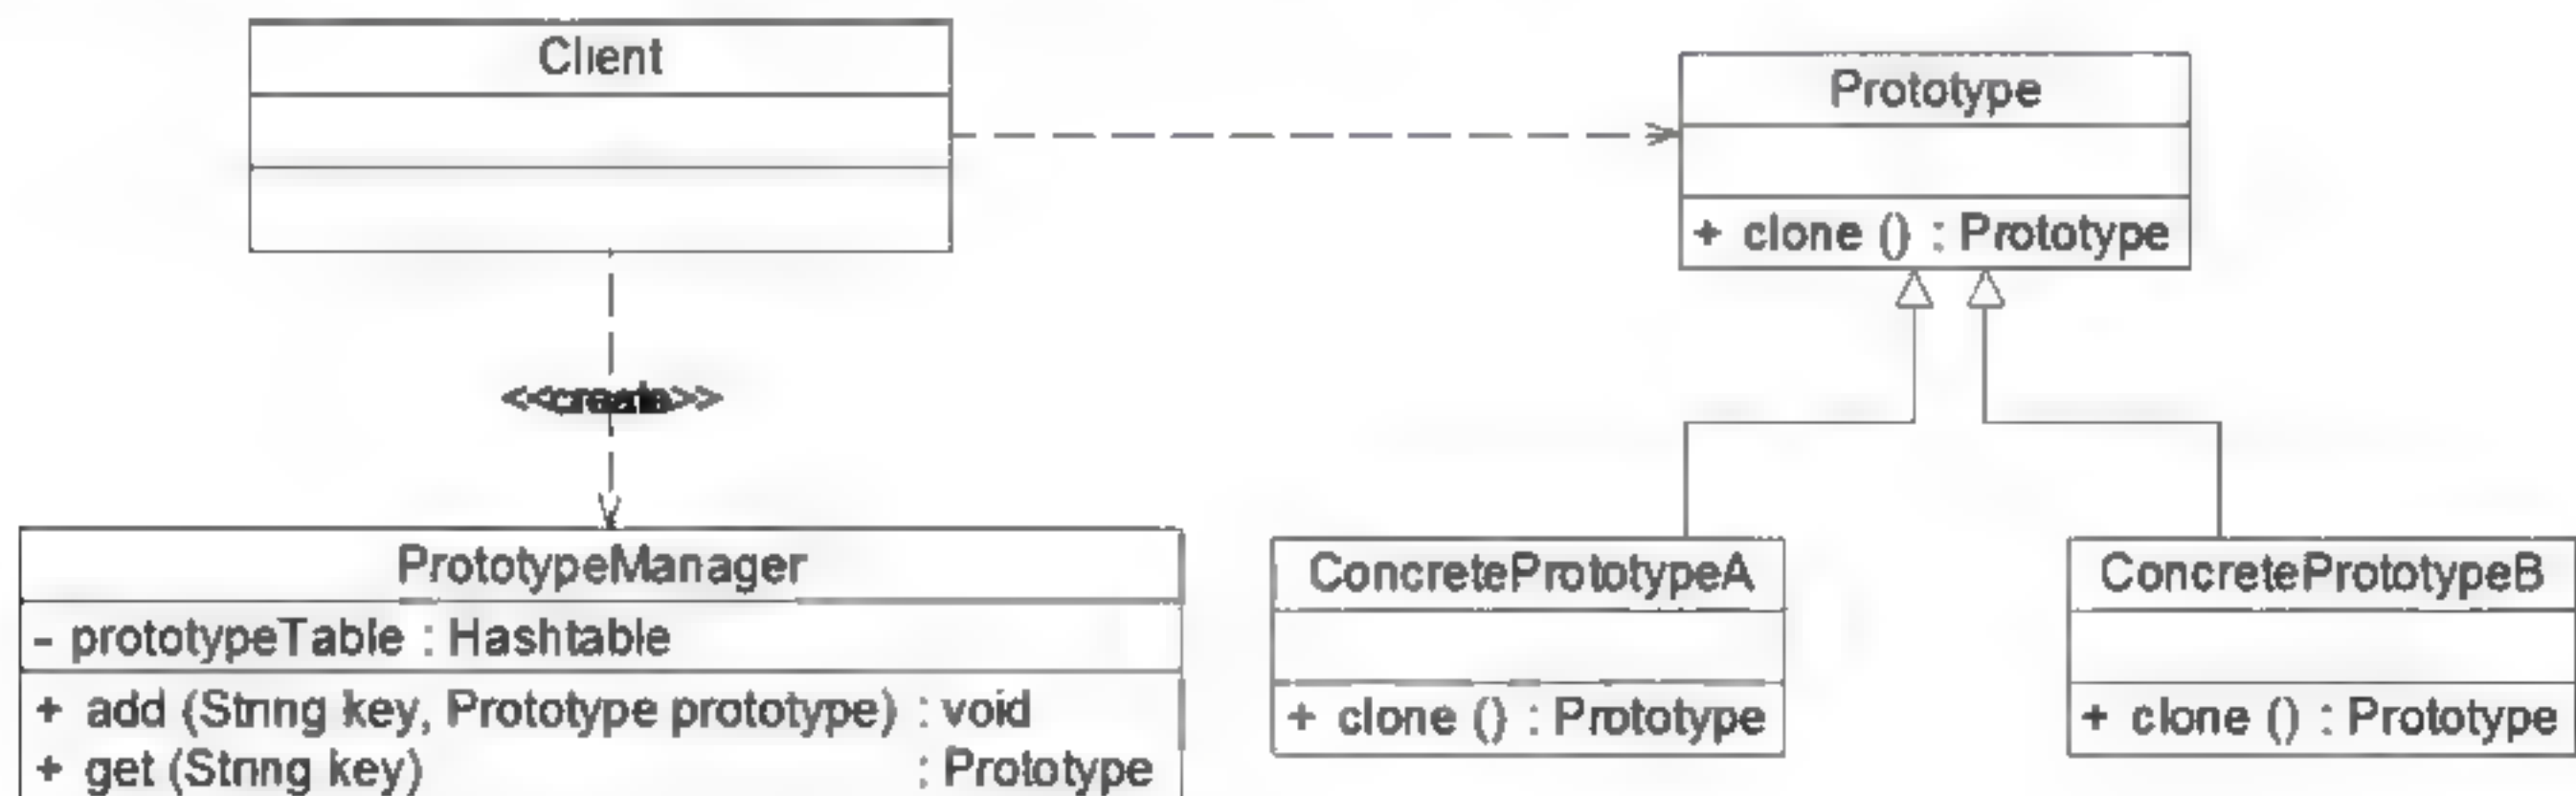 Client
Prototype
+ clone () : Prototype
<<create>>
PrototypeManager
- prototypeTable : Hashtable
+ add (String key, Prototype prototype) : void
+ get (String key) : Prototype
ConcretePrototypeA
+ clone () : Prototype
ConcretePrototypeB
+ clone () : Prototype